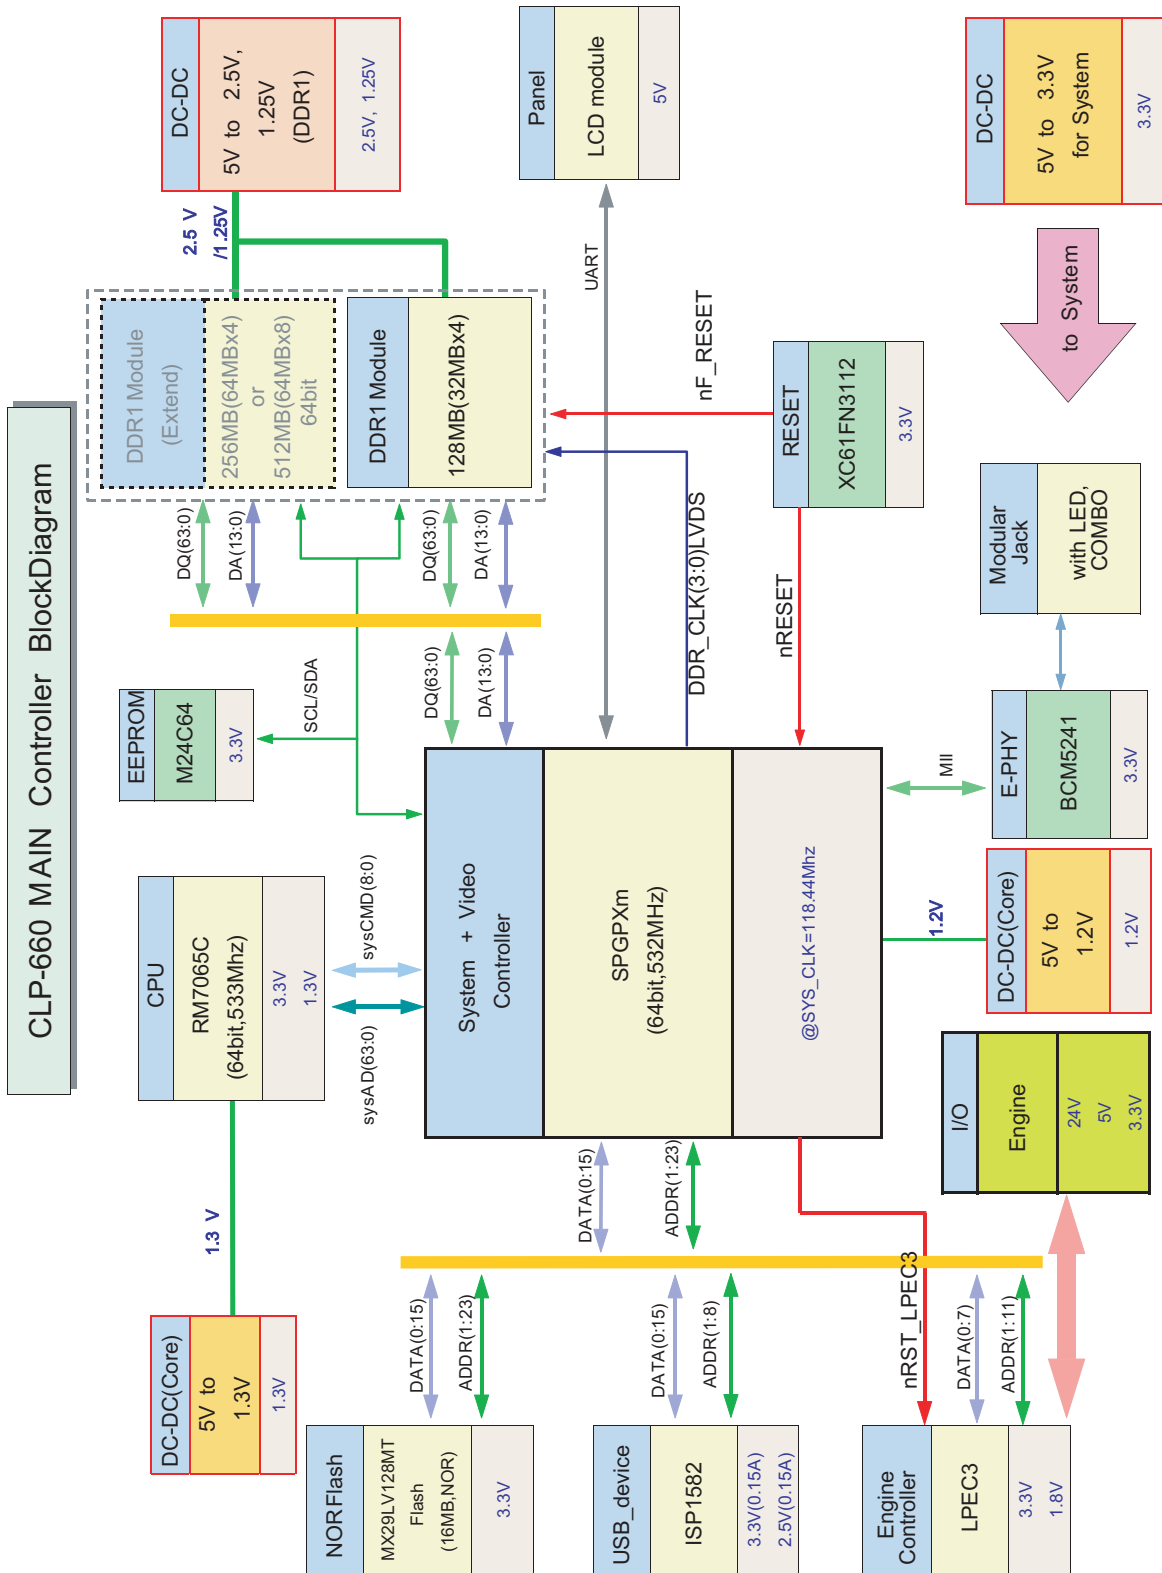 CLP-660 MAIN Controller BlockDiagram
DC-DC(Core)
5V to
1.3V
1.3V
1.3 V
CPU
RM7065C
(64bit,533Mhz)
3.3V
1.3V
sysAD(63:0)
sysCMD(8:0)
EEPROM
M24C64
3.3V
SCL/SDA
DQ(63:0)
DA(13:0)
DQ(63:0)
DA(13:0)
DQ(63:0)
DA(13:0)
DDR1 Module
(Extend)
256MB(64MBx4)
or
512MB(64MBx8)
64bit
DDR1 Module
128MB(32MBx4)
2.5 V
/1.25V
DC-DC
5V to 2.5V,
1.25V
(DDR1)
2.5V, 1.25V
NORFlash
MX29LV128MT
Flash
(16MB,NOR)
3.3V
DATA(0:15)
ADDR(1:23)
System + Video
Controller
SPGPXm
(64bit,532MHz)
@SYS_CLK=118.44Mhz
DATA(0:15)
ADDR(1:23)
UART
Panel
LCD module
5V
DDR_CLK(3:0)LVDS
nF_RESET
nRESET
RESET
XC61FN3112
3.3V
USB_device
ISP1582
3.3V(0.15A)
2.5V(0.15A)
DATA(0:15)
ADDR(1:8)
Engine
Controller
LPEC3
3.3V
1.8V
nRST_LPEC3
DATA(0:7)
ADDR(1:11)
I/O
Engine
24V
5V
3.3V
1.2V
DC-DC(Core)
5V to
1.2V
1.2V
MII
E-PHY
BCM5241
3.3V
Modular
Jack
with LED,
COMBO
to System
DC-DC
5V to 3.3V
for System
3.3V